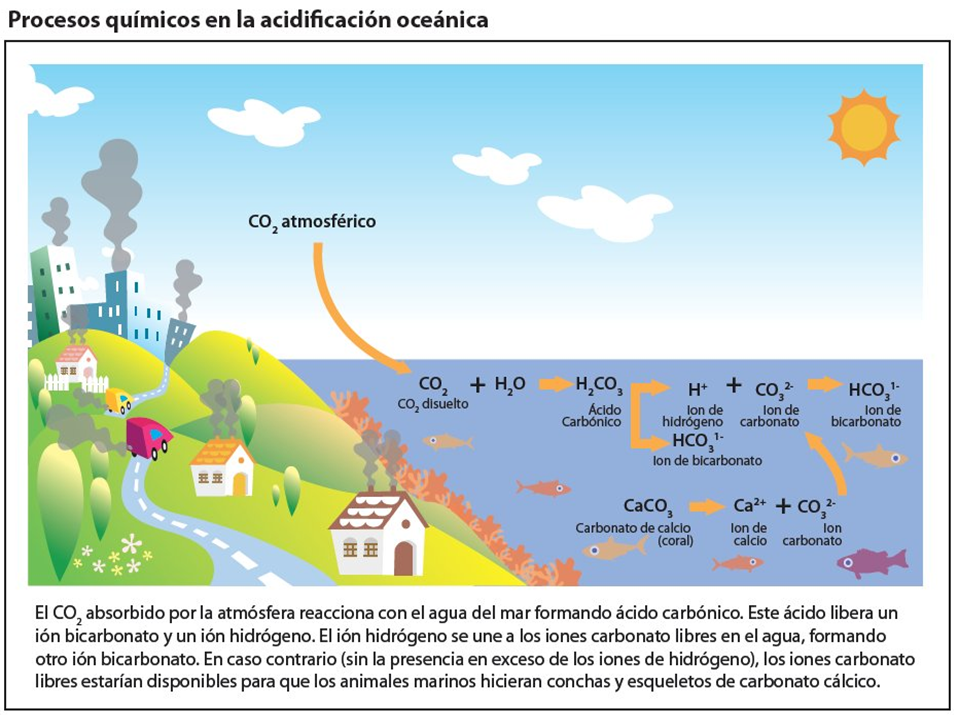 Procesos químicos en la acidificación oceánica
CO₂ atmosférico
CO₂ + H₂O → H₂CO₃ → H⁺ + CO₃²⁻ → HCO₃¹⁻
CO₂ disuelto
Ácido
Carbónico
Ion de
hidrógeno
Ion de
carbonato
Ion de
bicarbonato
HCO₃¹⁻
Ion de bicarbonato
CaCO₃ → Ca²⁺ + CO₃²⁻
Carbonato de calcio
(coral)
Ion de
calcio
Ion
carbonato
El CO₂ absorbido por la atmósfera reacciona con el agua del mar formando ácido carbónico. Este ácido libera un
ión bicarbonato y un ión hidrógeno. El ión hidrógeno se une a los iones carbonato libres en el agua, formando
otro ión bicarbonato. En caso contrario (sin la presencia en exceso de los iones de hidrógeno), los iones carbonato
libres estarían disponibles para que los animales marinos hicieran conchas y esqueletos de carbonato cálcico.